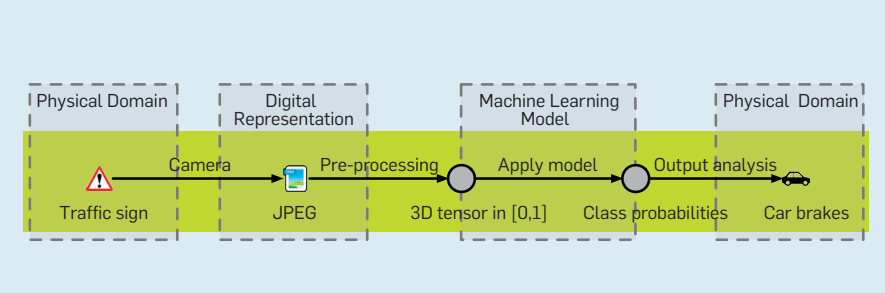 Physical Domain
Digital
Representation
Machine Learning
Model
Physical Domain
Camera
Pre-processing
Apply model
Output analysis
Traffic sign
JPEG
3D tensor in [0,1]
Class probabilities
Car brakes